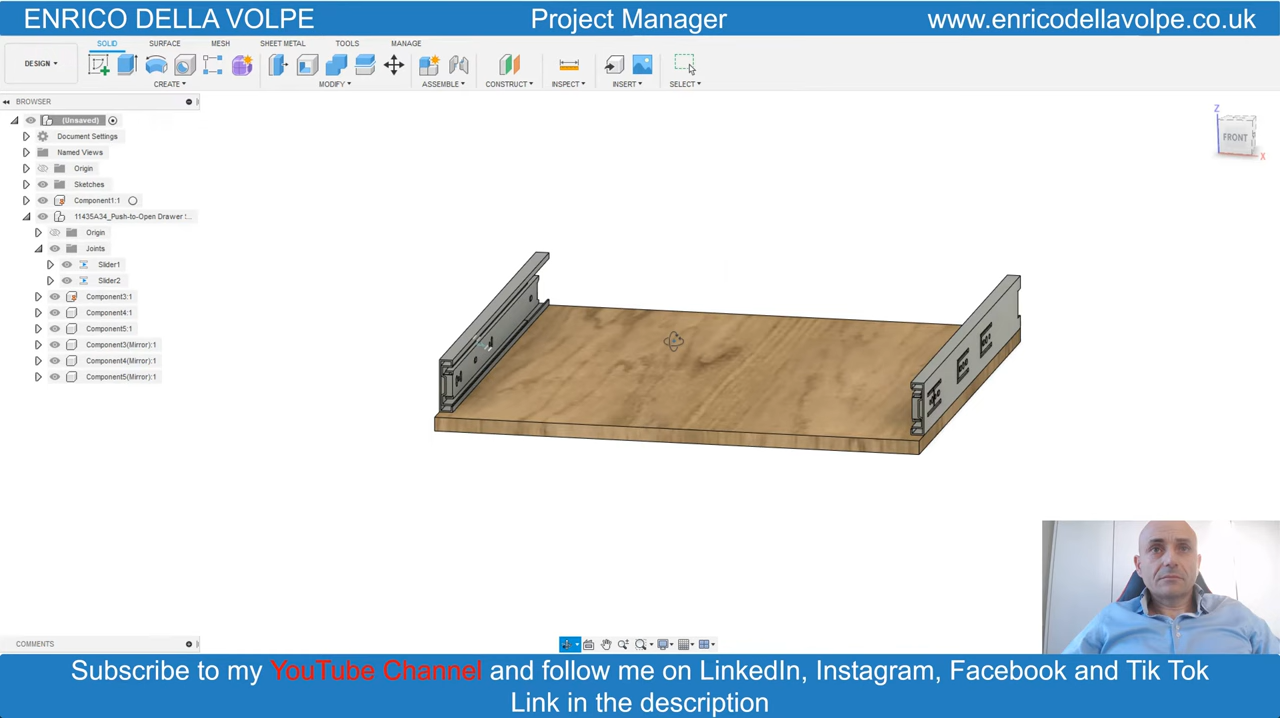 ENRICO DELLA VOLPE
Project Manager
www.enricodellavolpe.co.uk
DESIGN
SOLID
SURFACE
MESH
SHEET METAL
TOOLS
MANAGE
CREATE
MODIFY
ASSEMBLE
CONSTRUCT
INSPECT
INSERT
SELECT
BROWSER
(Unsaved)
Document Settings
Named Views
Origin
Sketches
Component1:1
11435A34_Push-to-Open Drawer S...
Origin
Joints
Slider1
Slider2
Component3:1
Component4:1
Component5:1
Component3(Mirror):1
Component4(Mirror):1
Component5(Mirror):1
Z
FRONT
X
COMMENTS
Subscribe to my YouTube Channel and follow me on LinkedIn, Instagram, Facebook and Tik Tok
Link in the description